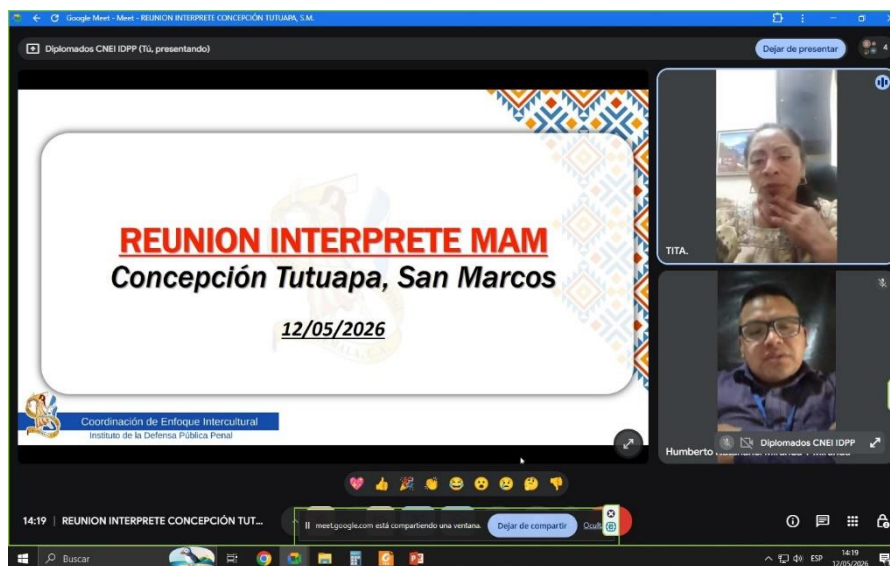 Google Meet - Meet - REUNION INTERPRETE CONCEPCIÓN TUTUAPA, S.M.
Diplomados CNEI IDPP (Tú, presentando)
Dejar de presentar
4
REUNION INTERPRETE MAM
Concepción Tutuapa, San Marcos
12/05/2026
Coordinación de Enfoque Intercultural
Instituto de la Defensa Pública Penal
TITA.
Diplomados CNEI IDPP
Humberto
14:19 | REUNION INTERPRETE CONCEPCIÓN TUT...
meet.google.com está compartiendo una ventana.
Dejar de compartir
Buscar
ESP
14:19
12/05/2026